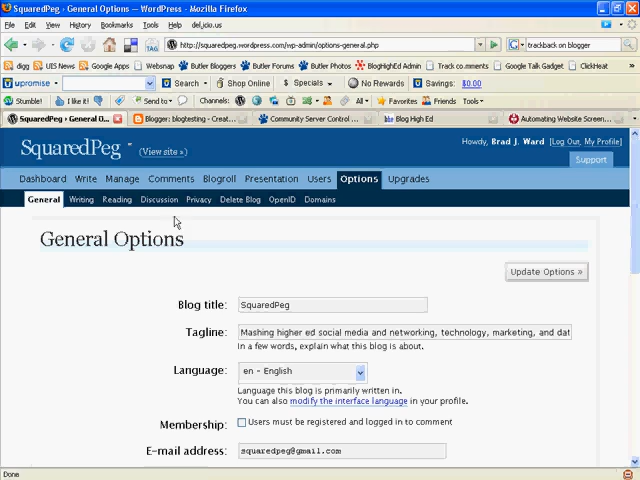 SquaredPeg › General Options — WordPress - Mozilla Firefox
File Edit View History Bookmarks Tools Help del.icio.us
http://squaredpeg.wordpress.com/wp-admin/options-general.php
trackback on blogger
digg UIS News Webmail Websnap Butler Bloggers Butler Forums Butler Photos BlogHighEd Admin Track co.mments Google Talk Gadget ClickHeat
upromise Search Shop Online Specials No Rewards Savings: $0.00
Stumble! I like it! Send to Channels: All Favorites Friends Tools
SquaredPeg › General O... Blogger: blogtesting - Creat... Community Server Control ... Blog High Ed Automating Website Screen...
SquaredPeg (View site »)
Howdy, Brad J. Ward [Log Out, My Profile]
Support
Dashboard Write Manage Comments Blogroll Presentation Users Options Upgrades
General Writing Reading Discussion Privacy Delete Blog OpenID Domains
General Options
Update Options »
Blog title: SquaredPeg
Tagline: Mashing higher ed social media and networking, technology, marketing, and dat
In a few words, explain what this blog is about.
Language: en - English
Language this blog is primarily written in.
You can also modify the interface language in your profile.
Membership: Users must be registered and logged in to comment
E-mail address: squaredpeg@gmail.com
Done